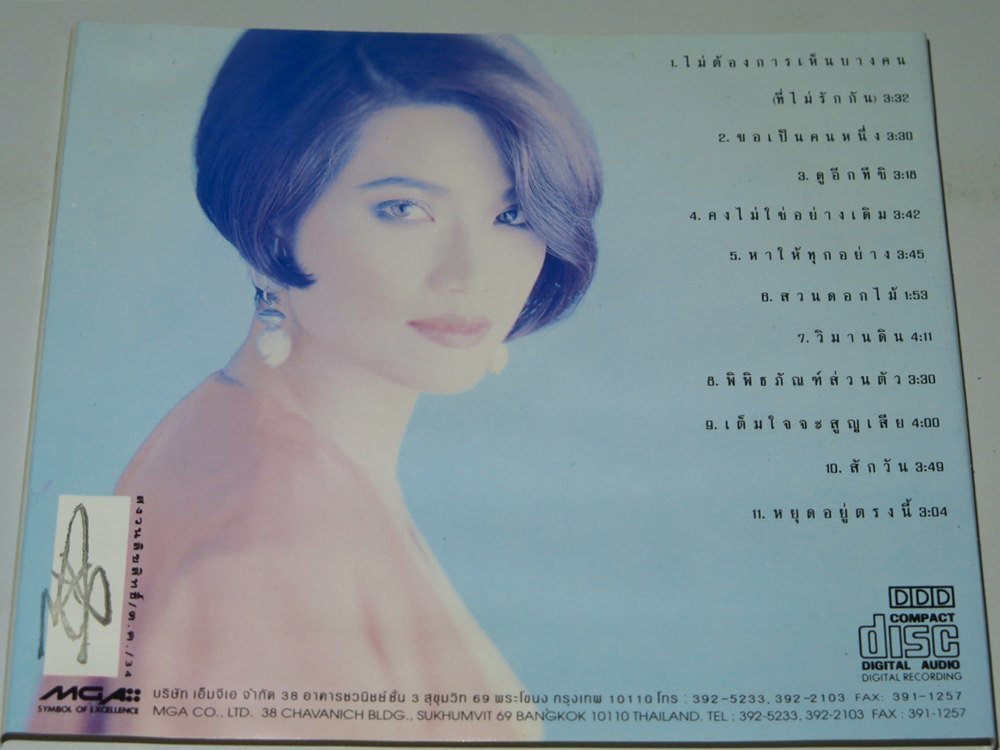 1. ไม่ต้องการเห็นบางคน
(ที่ไม่รักกัน) 3:32
2. ขอเป็นคนหนึ่ง 3:30
3. ดูอีกทีซิ 3:18
4. คงไม่ใช่อย่างเดิม 3:42
5. หาให้ทุกอย่าง 3:45
6. สวนดอกไม้ 1:53
7. วิมานดิน 4:11
8. พิพิธภัณฑ์ส่วนตัว 3:30
9. เต็มใจจะสูญเสีย 4:00
10. สักวัน 3:49
11. หยุดอยู่ตรงนี้ 3:04
สงวนลิขสิทธิ์/ต.ค./34
DDD
COMPACT
disc
DIGITAL AUDIO
DIGITAL RECORDING
MGA
SYMBOL OF EXCELLENCE
บริษัท เอ็มจีเอ จำกัด 38 อาคารชวนิชย์ชั้น 3 สุขุมวิท 69 พระโขนง กรุงเทพ 10110 โทร : 392-5233, 392-2103 FAX: 391-1257
MGA CO., LTD. 38 CHAVANICH BLDG., SUKHUMVIT 69 BANGKOK 10110 THAILAND. TEL : 392-5233, 392-2103 FAX : 391-1257